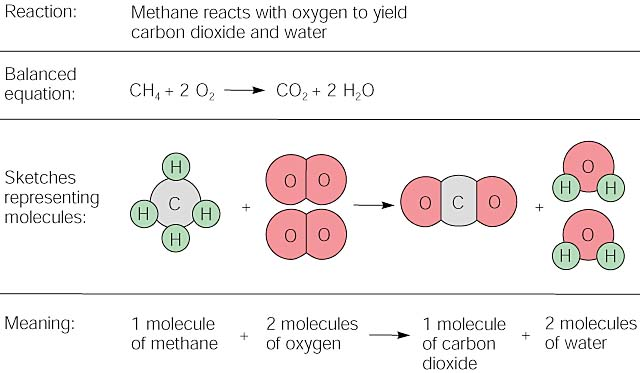 Reaction:
Methane reacts with oxygen to yield
carbon dioxide and water
Balanced
equation:
CH₄ + 2 O₂ ⟶ CO₂ + 2 H₂O
Sketches
representing
molecules:
H
H C H
H
+
O O
O O
⟶
O C O
+
O
H H
O
H H
Meaning:
1 molecule
of methane
+
2 molecules
of oxygen
⟶
1 molecule
of carbon
dioxide
+
2 molecules
of water